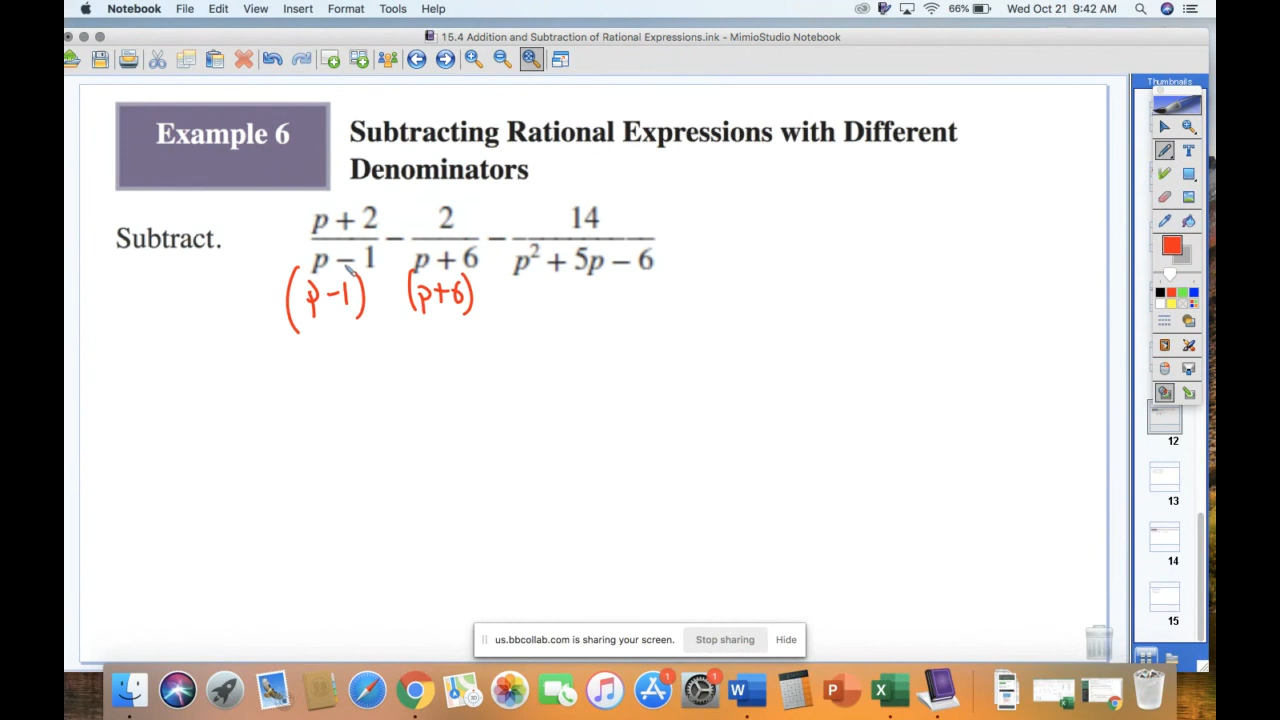 Notebook File Edit View Insert Format Tools Help 66% Wed Oct 21 9:42 AM
15.4 Addition and Subtraction of Rational Expressions.ink - MimioStudio Notebook
Thumbnails
Example 6
Subtracting Rational Expressions with Different
Denominators
Subtract. p + 2 / p − 1 − 2 / p + 6 − 14 / p² + 5p − 6
(p-1) (p+6)
12
13
14
15
us.bbcollab.com is sharing your screen. Stop sharing Hide